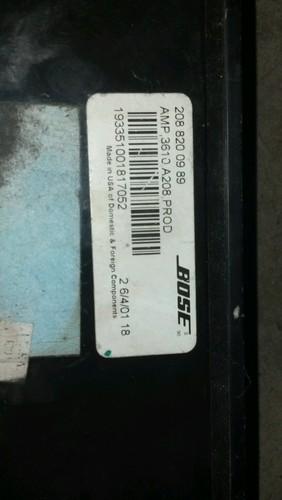 208 820 09 89
AMP,3610,A208,PROD
193351001817052
Made in USA of Domestic & Foreign Components
2 6/4/01 18
BOSE